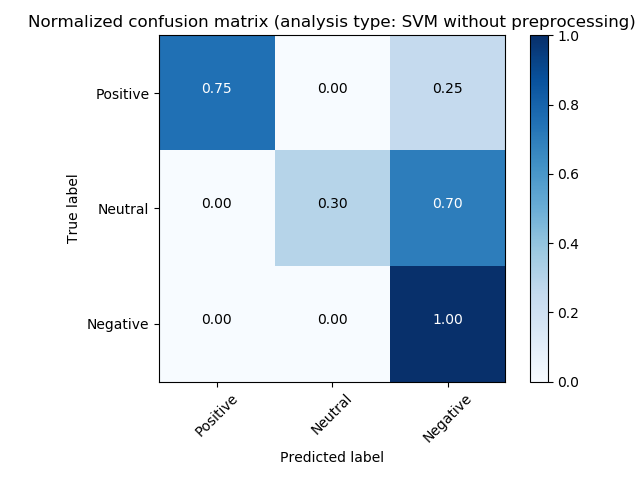 Normalized confusion matrix (analysis type: SVM without preprocessing)
Positive 0.75 0.00 0.25
Neutral 0.00 0.30 0.70
Negative 0.00 0.00 1.00
True label
Positive Neutral Negative
Predicted label
1.0
0.8
0.6
0.4
0.2
0.0